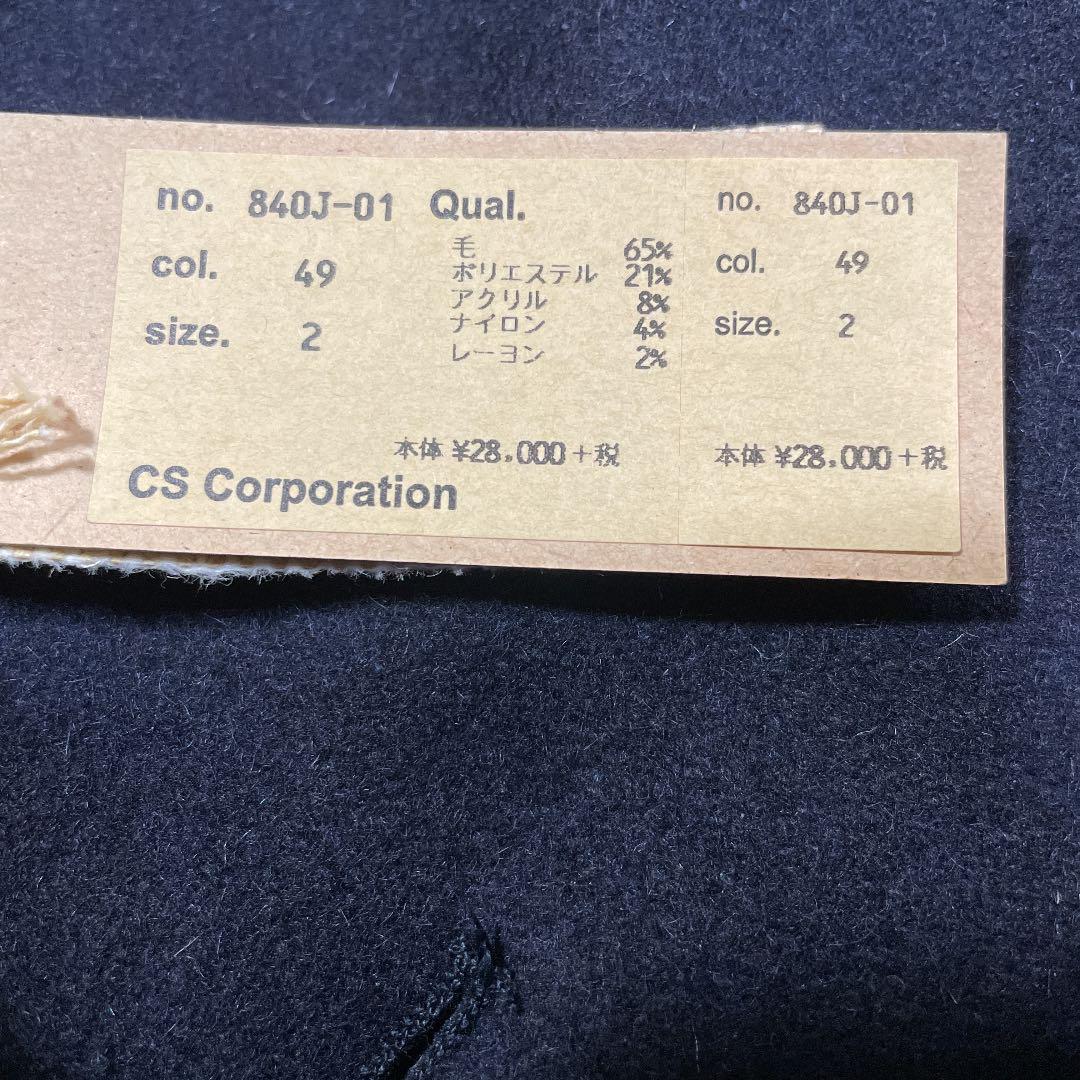 no. 840J-01
col. 49
size. 2
Qual.
毛 65%
ポリエステル 21%
アクリル 8%
ナイロン 4%
レーヨン 2%
本体 ¥28,000+税
CS Corporation
no. 840J-01
col. 49
size. 2
本体 ¥28,000+税